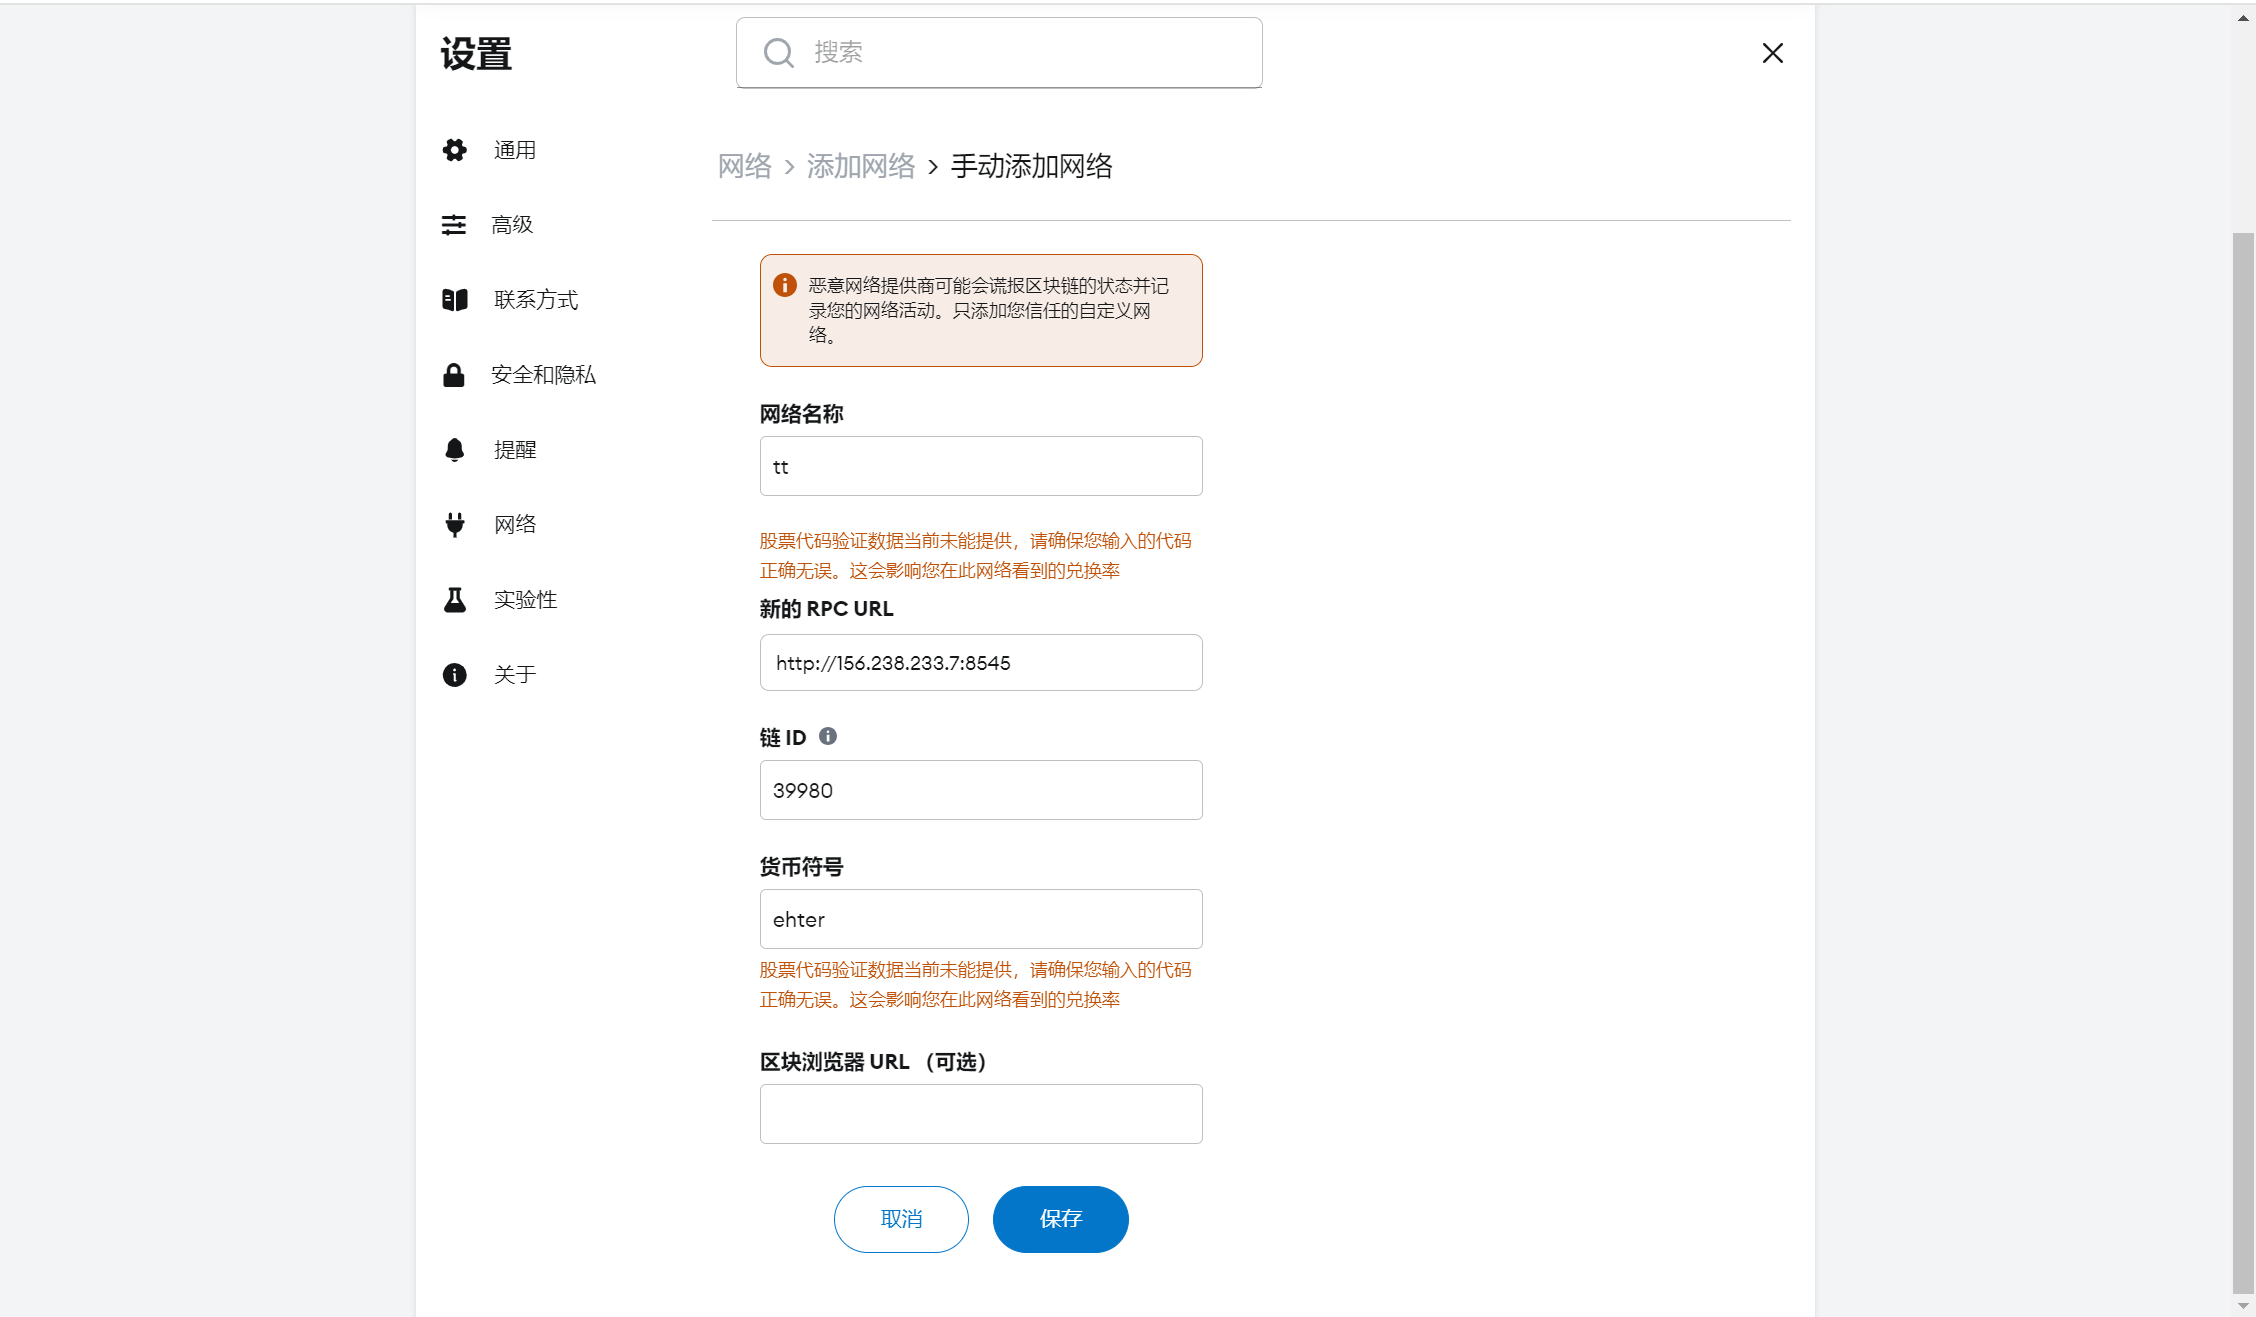 设置
搜索
通用
高级
联系方式
安全和隐私
提醒
网络
实验性
关于
网络 > 添加网络 > 手动添加网络
恶意网络提供商可能会谎报区块链的状态并记
录您的网络活动。只添加您信任的自定义网
络。
网络名称
tt
股票代码验证数据当前未能提供，请确保您输入的代码
正确无误。这会影响您在此网络看到的兑换率
新的 RPC URL
http://156.238.233.7:8545
链 ID
39980
货币符号
ehter
股票代码验证数据当前未能提供，请确保您输入的代码
正确无误。这会影响您在此网络看到的兑换率
区块浏览器 URL （可选）
取消
保存